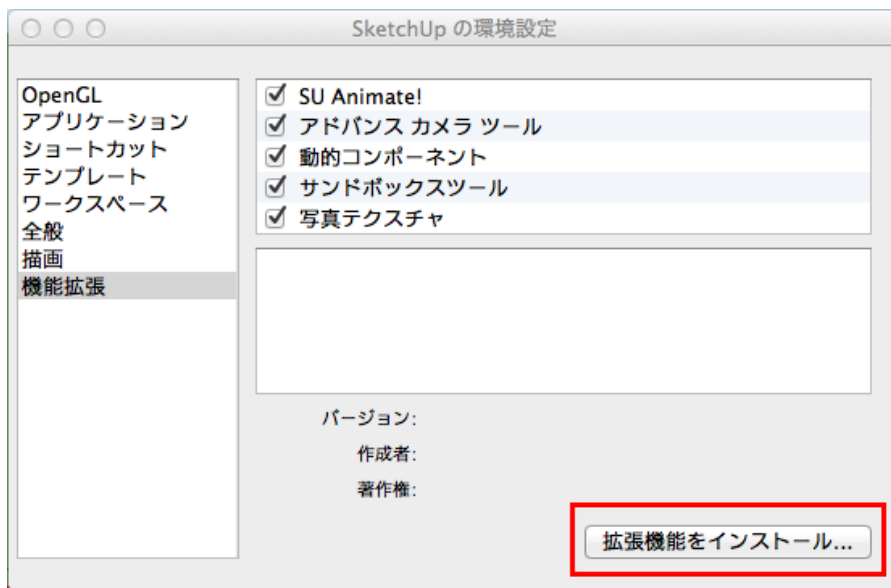 SketchUp の環境設定
OpenGL
アプリケーション
ショートカット
テンプレート
ワークスペース
全般
描画
機能拡張
SU Animate!
アドバンス カメラ ツール
動的コンポーネント
サンドボックスツール
写真テクスチャ
バージョン:
作成者:
著作権:
拡張機能をインストール...